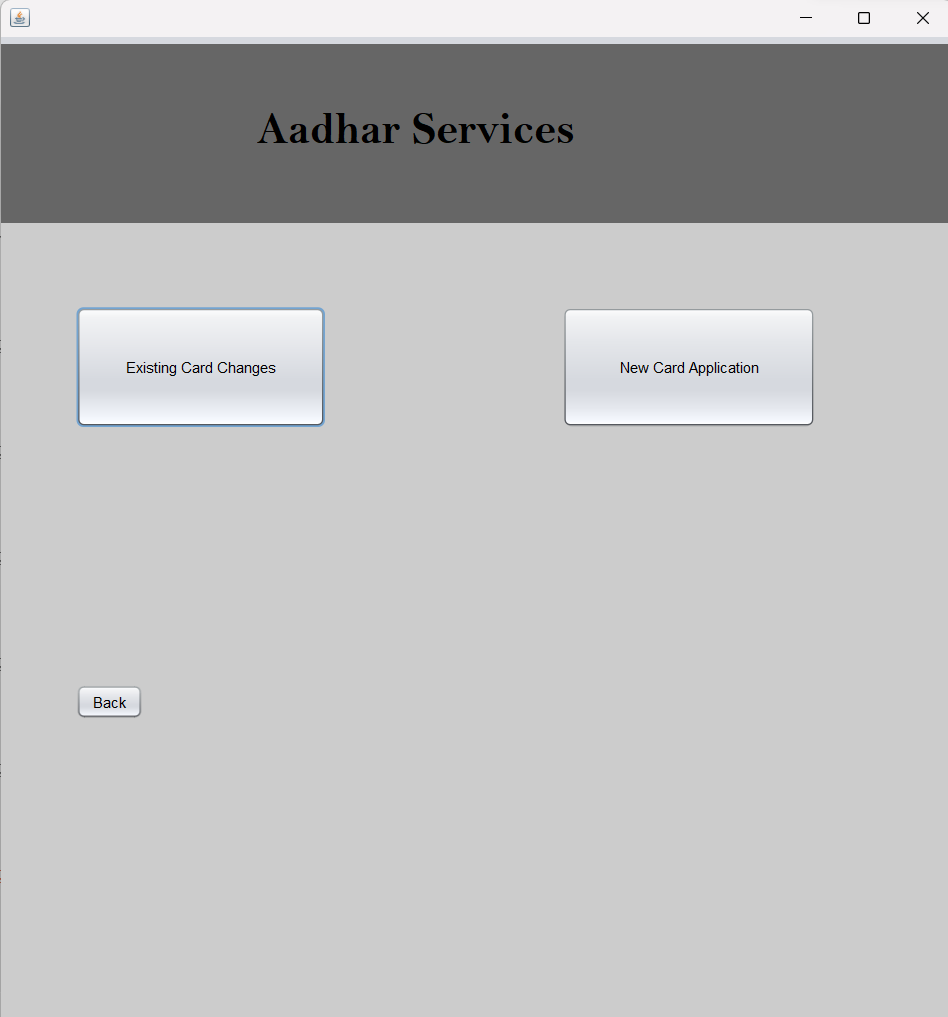 Aadhar Services
Existing Card Changes
New Card Application
Back